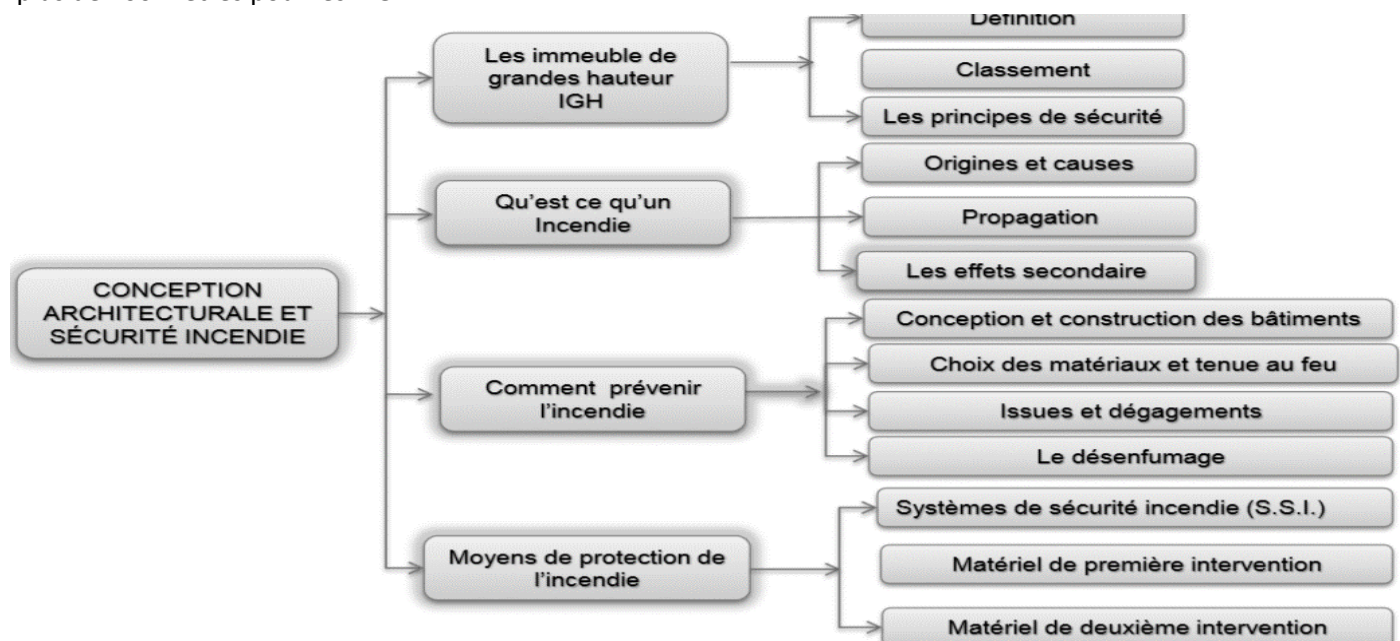 Les immeuble de
grandes hauteur
IGH
Définition
Classement
Les principes de sécurité
Qu'est ce qu'un
Incendie
Origines et causes
Propagation
Les effets secondaire
CONCEPTION
ARCHITECTURALE ET
SÉCURITÉ INCENDIE
Comment prévenir
l'incendie
Conception et construction des bâtiments
Choix des matériaux et tenue au feu
Issues et dégagements
Le désenfumage
Moyens de protection de
l'incendie
Systèmes de sécurité incendie (S.S.I.)
Matériel de première intervention
Matériel de deuxième intervention